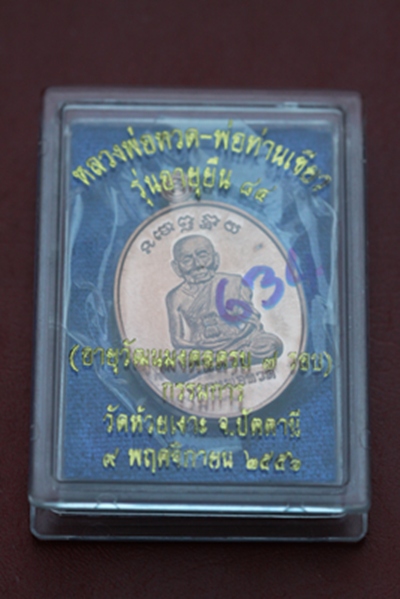 หลวงพ่อทวด-พ่อท่านเขียว
รุ่นอายุยืน ๘๔
634
(อายุวัฒนมงคลครบ ๗ รอบ)
กรรมการ
วัดห้วยเงาะ จ.ปัตตานี
๙ พฤศจิกายน ๒๕๕๖